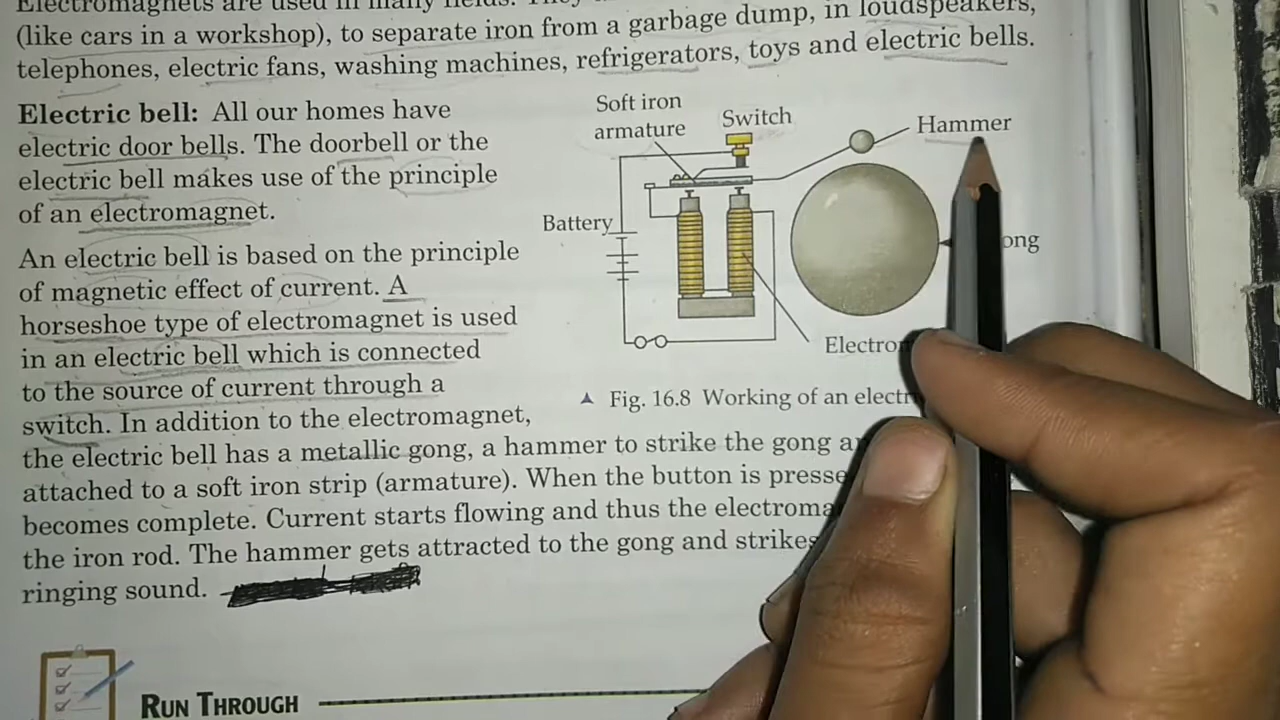 Electromagnets are used in many fields. They
(like cars in a workshop), to separate iron from a garbage dump, in loudspeakers,
telephones, electric fans, washing machines, refrigerators, toys and electric bells.
Electric bell: All our homes have
electric door bells. The doorbell or the
electric bell makes use of the principle
of an electromagnet.
An electric bell is based on the principle
of magnetic effect of current. A
horseshoe type of electromagnet is used
in an electric bell which is connected
to the source of current through a
switch. In addition to the electromagnet,
the electric bell has a metallic gong, a hammer to strike the gong
attached to a soft iron strip (armature). When the button is
becomes complete. Current starts flowing and thus the
the iron rod. The hammer gets attracted to the gong and strikes
ringing sound.
Soft iron
armature
Switch
Hammer
Battery
ong
Electro
Fig. 16.8 Working of an
RUN THROUGH